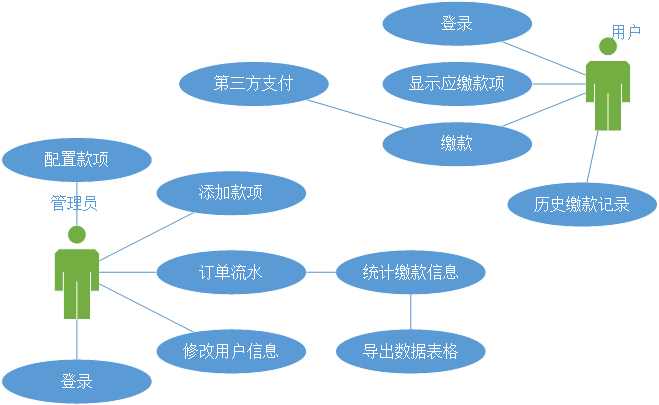 登录
用户
第三方支付
显示应缴款项
缴款
配置款项
添加款项
管理员
历史缴款记录
订单流水
统计缴款信息
修改用户信息
导出数据表格
登录